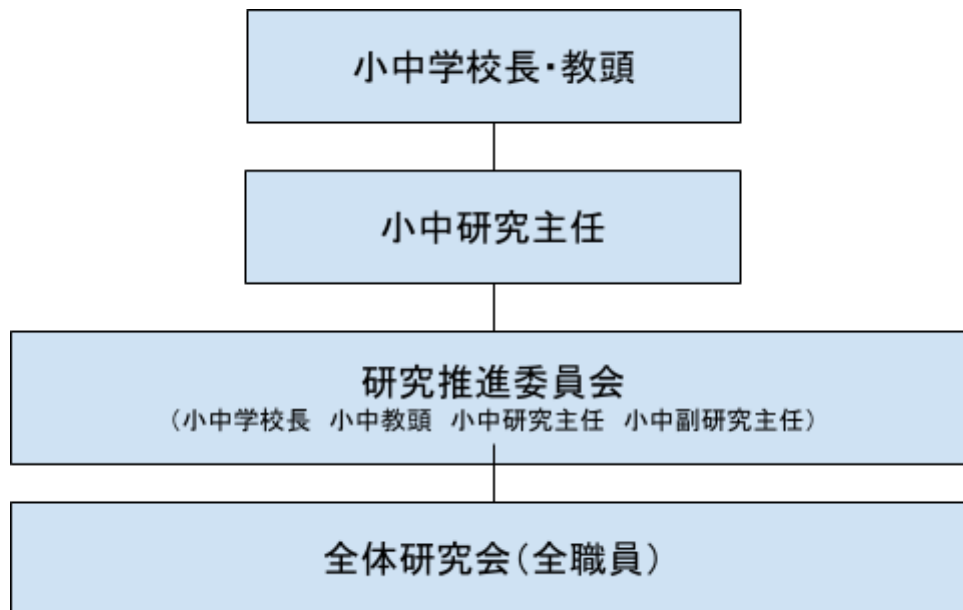 小中学校長・教頭
小中研究主任
研究推進委員会
（小中学校長　小中教頭　小中研究主任　小中副研究主任）
全体研究会（全職員）